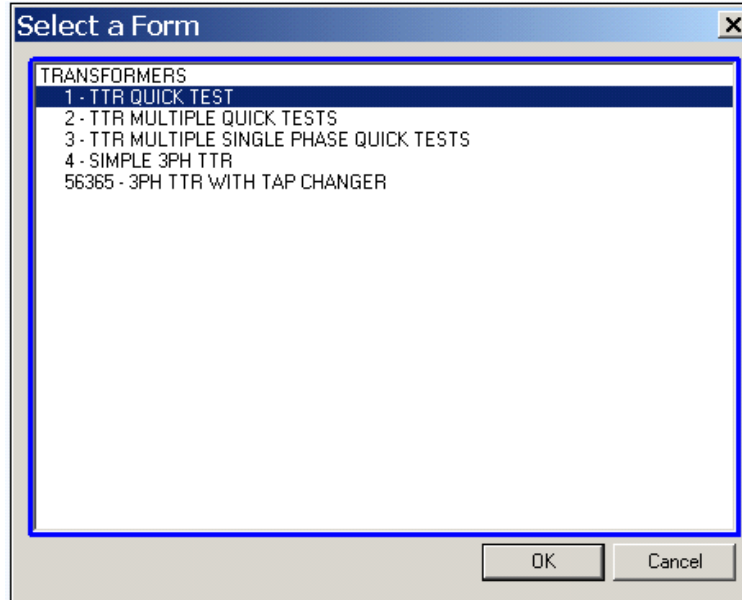 Select a Form
TRANSFORMERS
1 - TTR QUICK TEST
2 - TTR MULTIPLE QUICK TESTS
3 - TTR MULTIPLE SINGLE PHASE QUICK TESTS
4 - SIMPLE 3PH TTR
56365 - 3PH TTR WITH TAP CHANGER
OK
Cancel